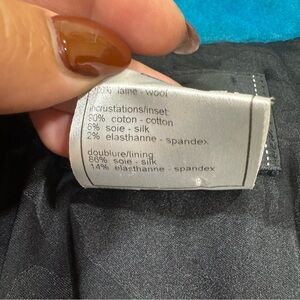 laine - wool
incrustations/inset:
90% coton - cotton
8% soie - silk
2% elasthanne - spandex
doublure/lining
86% soie - silk
14% elasthanne - spandex